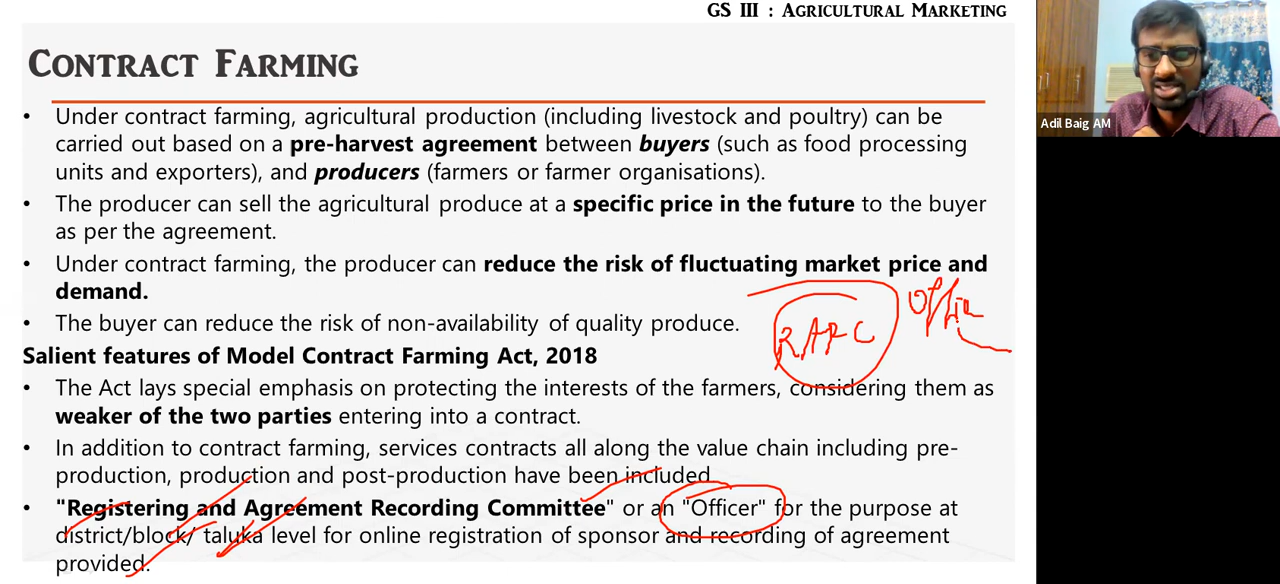 GS III : Agricultural Marketing
Contract Farming
• Under contract farming, agricultural production (including livestock and poultry) can be
carried out based on a pre-harvest agreement between buyers (such as food processing
units and exporters), and producers (farmers or farmer organisations).
• The producer can sell the agricultural produce at a specific price in the future to the buyer
as per the agreement.
• Under contract farming, the producer can reduce the risk of fluctuating market price and
demand.
• The buyer can reduce the risk of non-availability of quality produce.
RARC
Salient features of Model Contract Farming Act, 2018
• The Act lays special emphasis on protecting the interests of the farmers, considering them as
weaker of the two parties entering into a contract.
• In addition to contract farming, services contracts all along the value chain including pre-
production, production and post-production have been included.
• "Registering and Agreement Recording Committee" or an "Officer" for the purpose at
district/block/ taluka level for online registration of sponsor and recording of agreement
provided.
Adil Baig AM